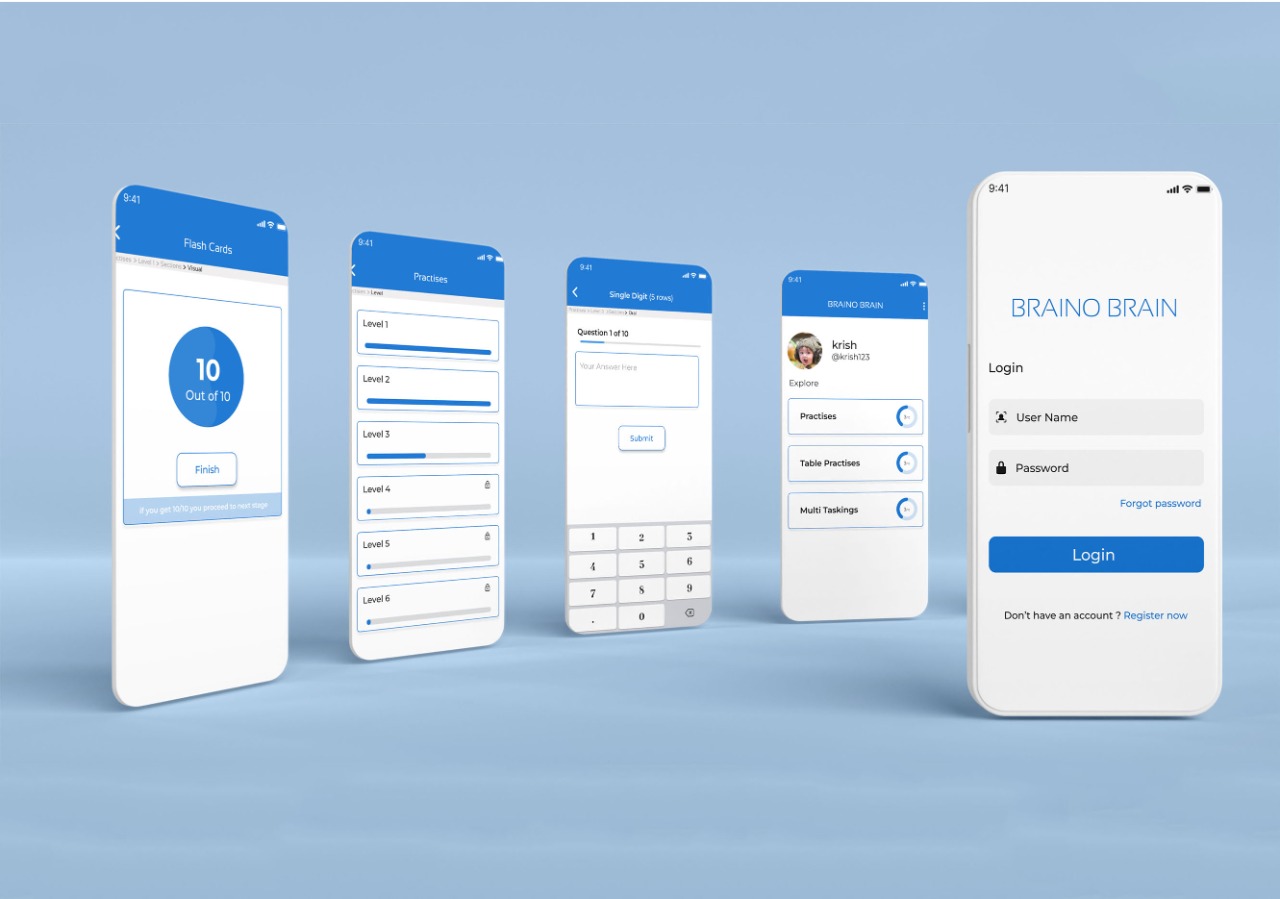 9:41
Flash Cards
> Level 1 > Sections > Visual
10
Out of 10
Finish
If you get 10/10 you proceed to next stage
9:41
Practises
> Level
Level 1
Level 2
Level 3
Level 4
Level 5
Level 6
9:41
Single Digit (5 rows)
Question 1 of 10
Your Answer Here
Submit
1 2 3
4 5 6
7 8 9
. 0
9:41
BRAINO BRAIN
krish
@krish123
Explore
Practises
Table Practises
Multi Taskings
9:41
BRAINO BRAIN
Login
User Name
Password
Forgot password
Login
Don't have an account ? Register now